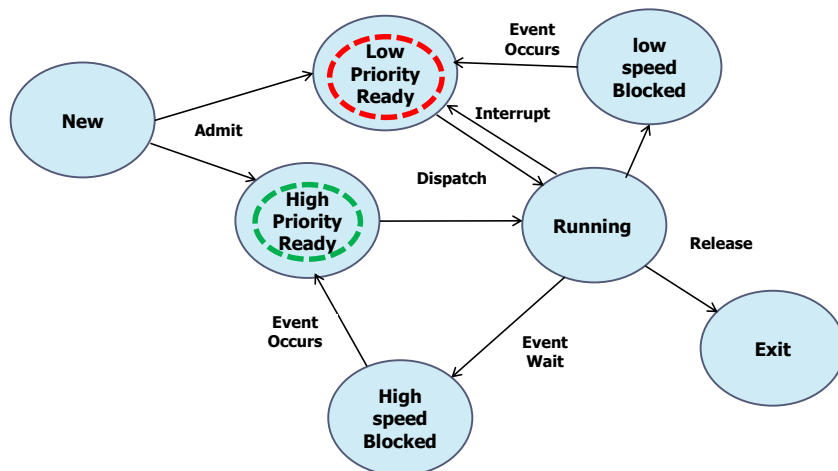 Event
Occurs
Low
Priority
Ready
low
speed
Blocked
New
Admit
Interrupt
Dispatch
High
Priority
Ready
Running
Release
Event
Occurs
Event
Wait
Exit
High
speed
Blocked